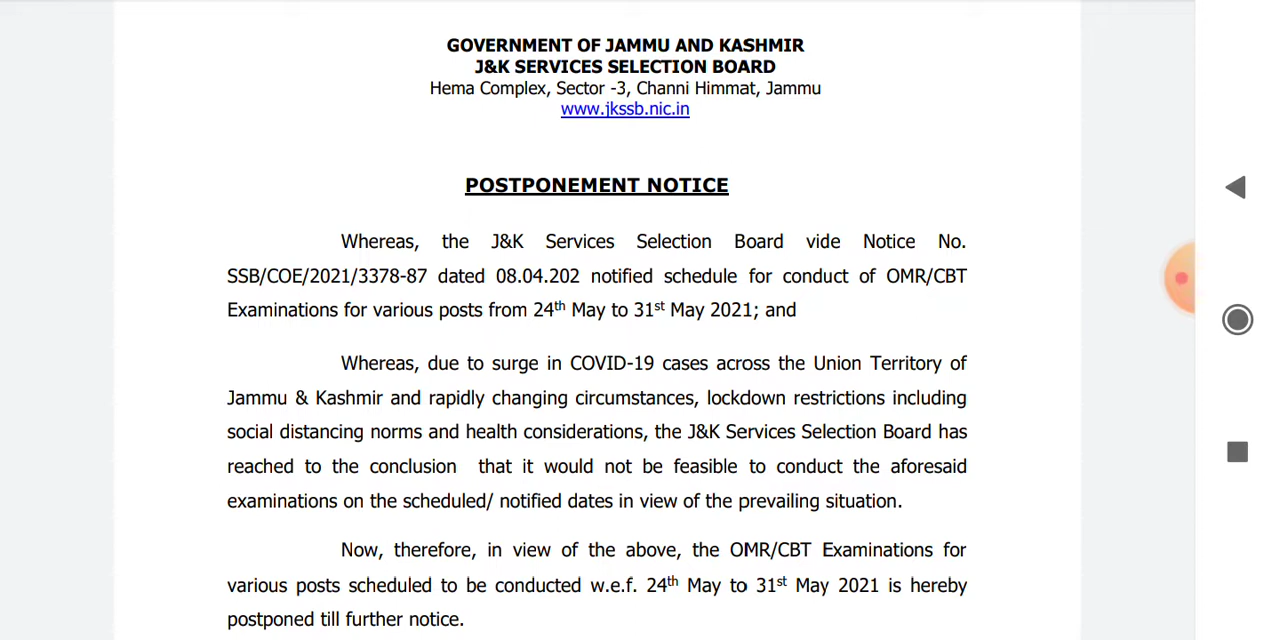 GOVERNMENT OF JAMMU AND KASHMIR
J&K SERVICES SELECTION BOARD
Hema Complex, Sector -3, Channi Himmat, Jammu
www.jkssb.nic.in
POSTPONEMENT NOTICE
Whereas, the J&K Services Selection Board vide Notice No.
SSB/COE/2021/3378-87 dated 08.04.202 notified schedule for conduct of OMR/CBT
Examinations for various posts from 24th May to 31st May 2021; and
Whereas, due to surge in COVID-19 cases across the Union Territory of
Jammu & Kashmir and rapidly changing circumstances, lockdown restrictions including
social distancing norms and health considerations, the J&K Services Selection Board has
reached to the conclusion that it would not be feasible to conduct the aforesaid
examinations on the scheduled/ notified dates in view of the prevailing situation.
Now, therefore, in view of the above, the OMR/CBT Examinations for
various posts scheduled to be conducted w.e.f. 24th May to 31st May 2021 is hereby
postponed till further notice.